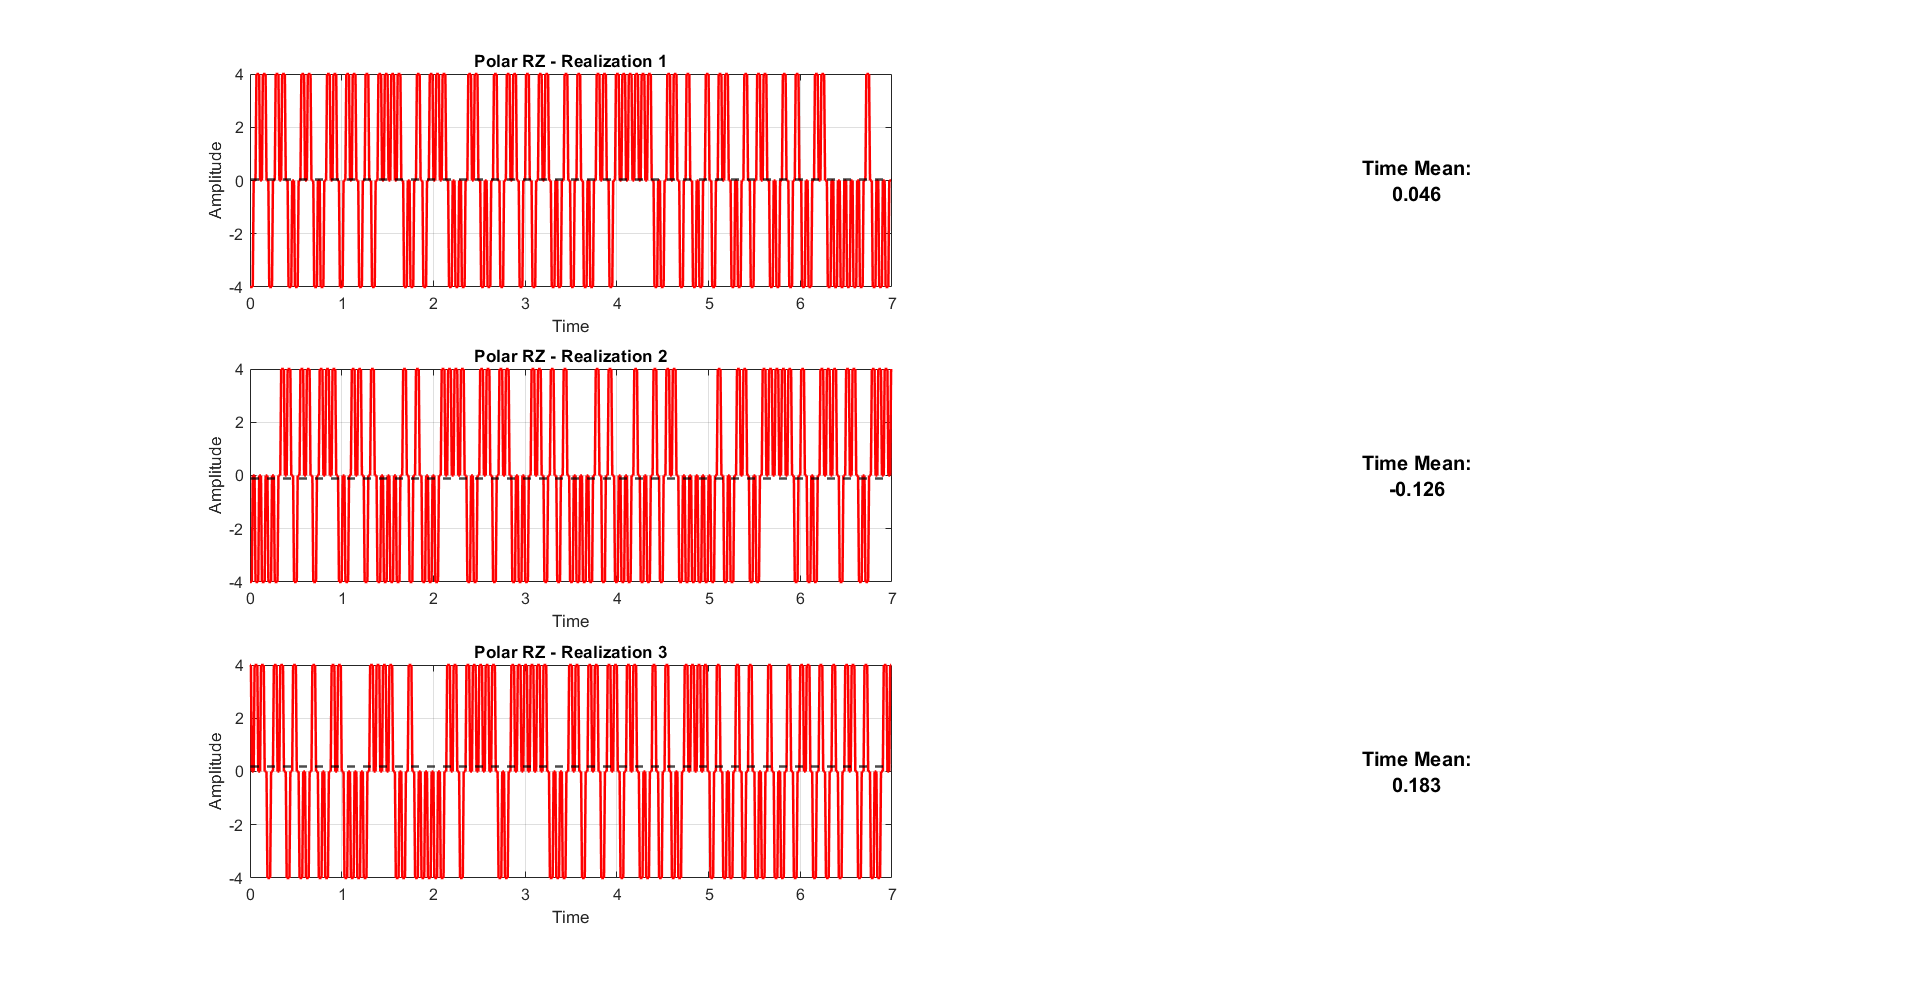 Polar RZ - Realization 1
4
2
0
-2
-4
Amplitude
0 1 2 3 4 5 6 7
Time
Time Mean:
0.046
Polar RZ - Realization 2
4
2
0
-2
-4
Amplitude
0 1 2 3 4 5 6 7
Time
Time Mean:
-0.126
Polar RZ - Realization 3
4
2
0
-2
-4
Amplitude
0 1 2 3 4 5 6 7
Time
Time Mean:
0.183